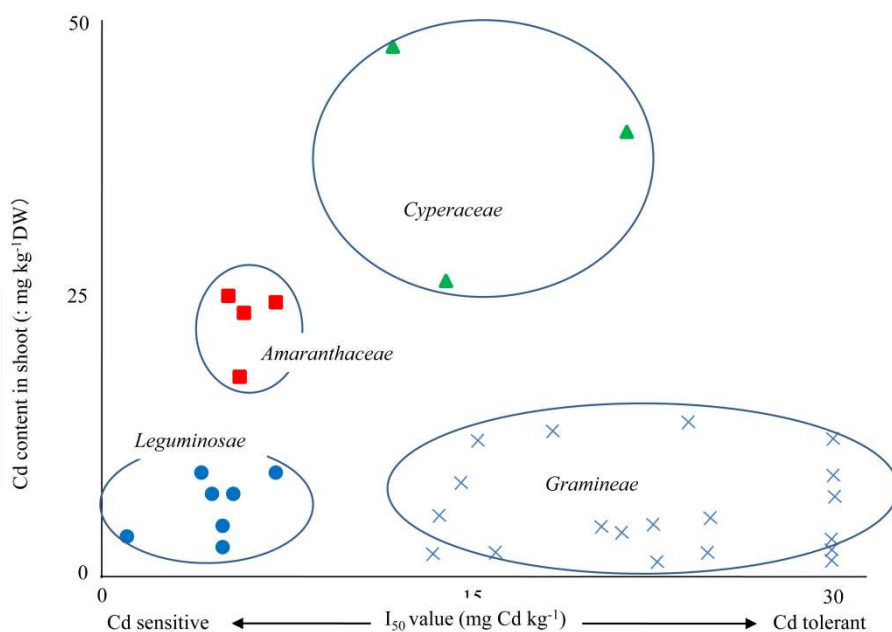 50
Cyperaceae
25
Amaranthaceae
Leguminosae
Gramineae
0
Cd content in shoot (: mg kg-1DW)
0
15
30
Cd sensitive
I50 value (mg Cd kg-1)
Cd tolerant